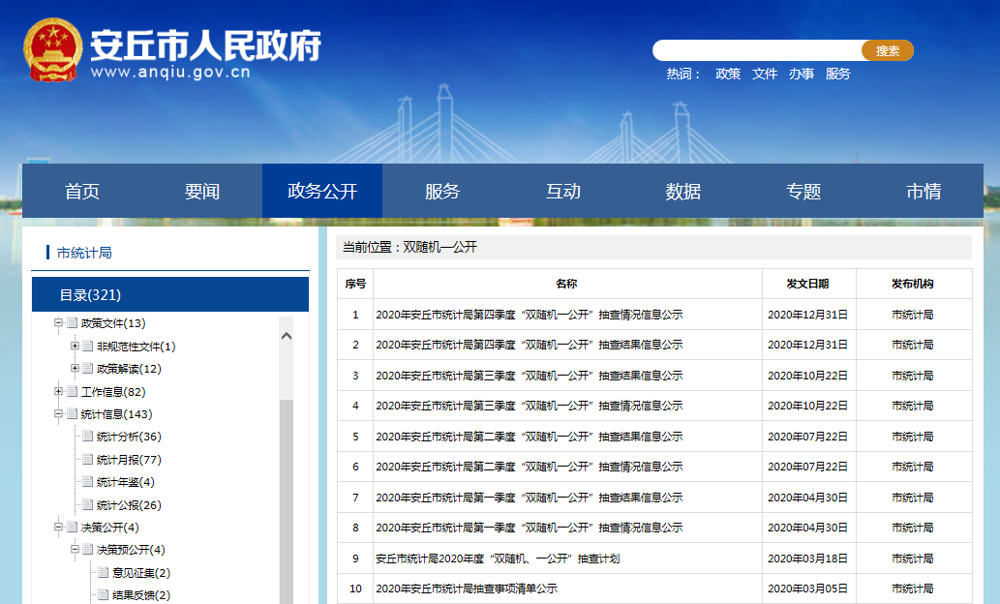 安丘市人民政府
www.anqiu.gov.cn
搜索
热词： 政策 文件 办事 服务
首页 要闻 政务公开 服务 互动 数据 专题 市情
市统计局
目录(321)
政策文件(13)
非规范性文件(1)
政策解读(12)
工作信息(82)
统计信息(143)
统计分析(36)
统计月报(77)
统计年鉴(4)
统计公报(26)
决策公开(4)
决策预公开(4)
意见征集(2)
结果反馈(2)
当前位置：双随机一公开
序号 名称 发文日期 发布机构
1 2020年安丘市统计局第四季度“双随机一公开”抽查情况信息公示 2020年12月31日 市统计局
2 2020年安丘市统计局第四季度“双随机一公开”抽查结果信息公示 2020年12月31日 市统计局
3 2020年安丘市统计局第三季度“双随机一公开”抽查结果信息公示 2020年10月22日 市统计局
4 2020年安丘市统计局第三季度“双随机一公开”抽查情况信息公示 2020年10月22日 市统计局
5 2020年安丘市统计局第二季度“双随机一公开”抽查结果信息公示 2020年07月22日 市统计局
6 2020年安丘市统计局第二季度“双随机一公开”抽查情况信息公示 2020年07月22日 市统计局
7 2020年安丘市统计局第一季度“双随机一公开”抽查结果信息公示 2020年04月30日 市统计局
8 2020年安丘市统计局第一季度“双随机一公开”抽查情况信息公示 2020年04月30日 市统计局
9 安丘市统计局2020年度“双随机、一公开”抽查计划 2020年03月18日 市统计局
10 2020年安丘市统计局抽查事项清单公示 2020年03月05日 市统计局